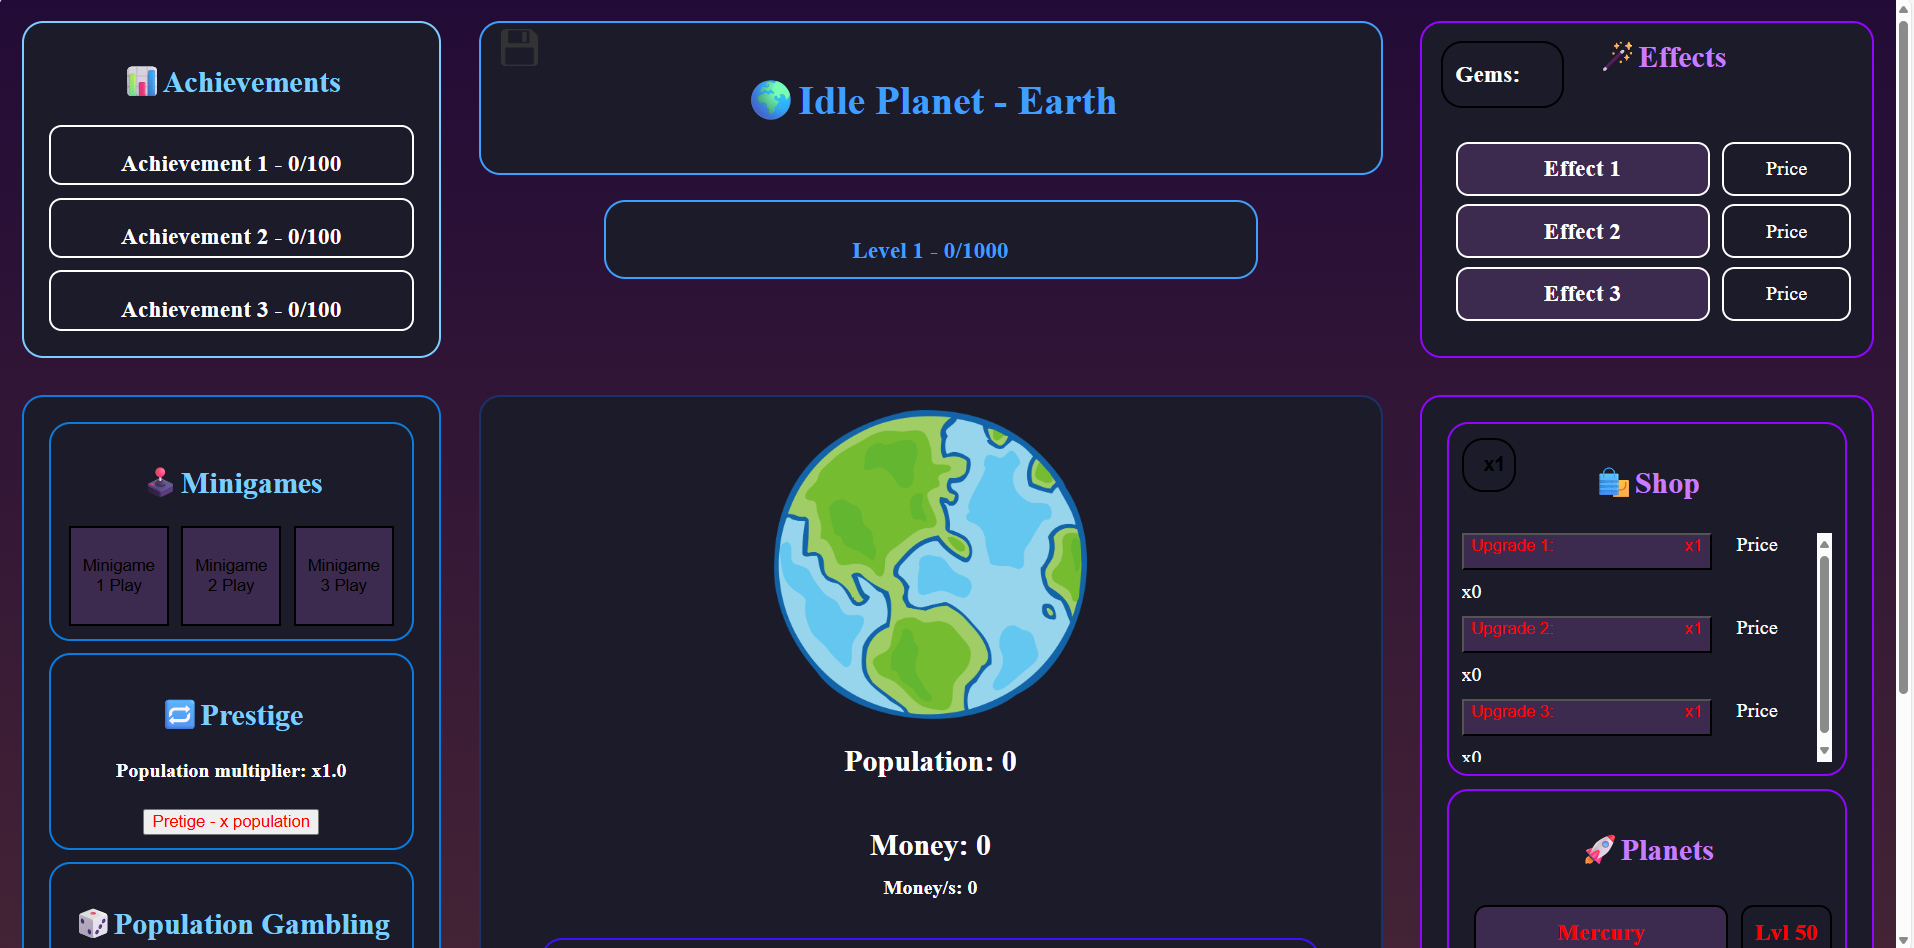 Achievements
Achievement 1 - 0/100
Achievement 2 - 0/100
Achievement 3 - 0/100
Idle Planet - Earth
Level 1 - 0/1000
Gems:
Effects
Effect 1 Price
Effect 2 Price
Effect 3 Price
Minigames
Minigame
1 Play
Minigame
2 Play
Minigame
3 Play
Prestige
Population multiplier: x1.0
Pretige - x population
Population Gambling
Population: 0
Money: 0
Money/s: 0
x1
Shop
Upgrade 1: x1 Price
x0
Upgrade 2: x1 Price
x0
Upgrade 3: x1 Price
x0
Planets
Mercury Lvl 50